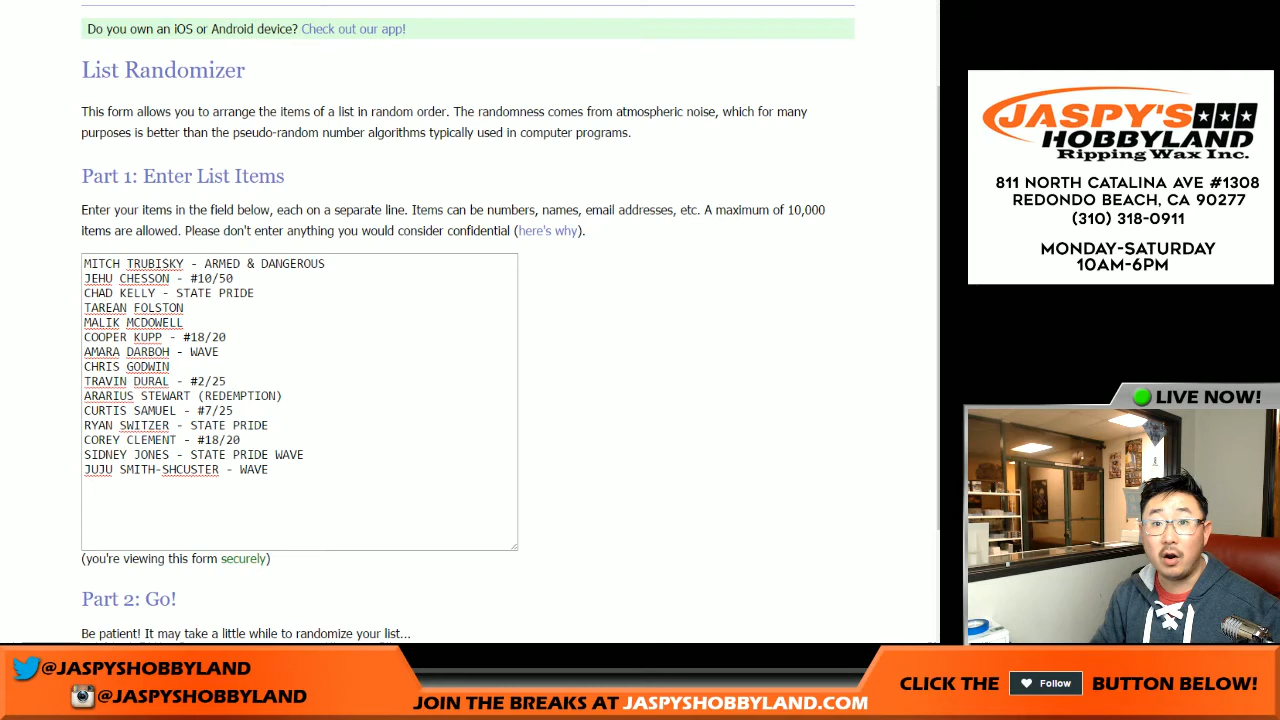 Do you own an iOS or Android device? Check out our app!
List Randomizer
This form allows you to arrange the items of a list in random order. The randomness comes from atmospheric noise, which for many
purposes is better than the pseudo-random number algorithms typically used in computer programs.
Part 1: Enter List Items
Enter your items in the field below, each on a separate line. Items can be numbers, names, email addresses, etc. A maximum of 10,000
items are allowed. Please don't enter anything you would consider confidential (here's why).
MITCH TRUBISKY - ARMED & DANGEROUS
JEHU CHESSON - #10/50
CHAD KELLY - STATE PRIDE
TAREAN FOLSTON
MALIK MCDOWELL
COOPER KUPP - #18/20
AMARA DARBOH - WAVE
CHRIS GODWIN
TRAVIN DURAL - #2/25
ARARIUS STEWART (REDEMPTION)
CURTIS SAMUEL - #7/25
RYAN SWITZER - STATE PRIDE
COREY CLEMENT - #18/20
SIDNEY JONES - STATE PRIDE WAVE
JUJU SMITH-SHCUSTER - WAVE
(you're viewing this form securely)
Part 2: Go!
Be patient! It may take a little while to randomize your list...
JASPY'S
HOBBYLAND
Ripping Wax Inc.
811 NORTH CATALINA AVE #1308
REDONDO BEACH, CA 90277
(310) 318-0911
MONDAY-SATURDAY
10AM-6PM
LIVE NOW!
@JASPYSHOBBYLAND
@JASPYSHOBBYLAND
JOIN THE BREAKS AT JASPYSHOBBYLAND.COM
CLICK THE Follow BUTTON BELOW!